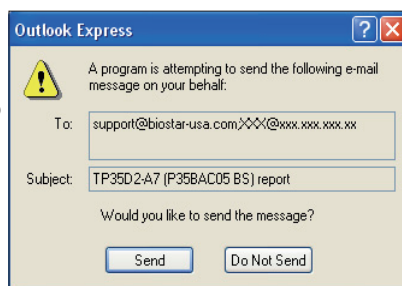 Outlook Express
A program is attempting to send the following e-mail
message on your behalf:
To: support@biostar-usa.com;XXX@xxx.xxx.xxx.xx
Subject: TP35D2-A7 (P35BAC05 BS) report
Would you like to send the message?
Send Do Not Send